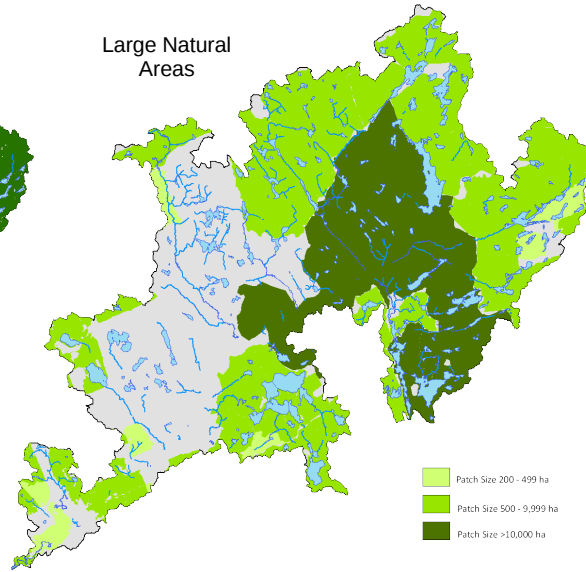 Large Natural
Areas
Patch Size 200 - 499 ha
Patch Size 500 - 9,999 ha
Patch Size >10,000 ha